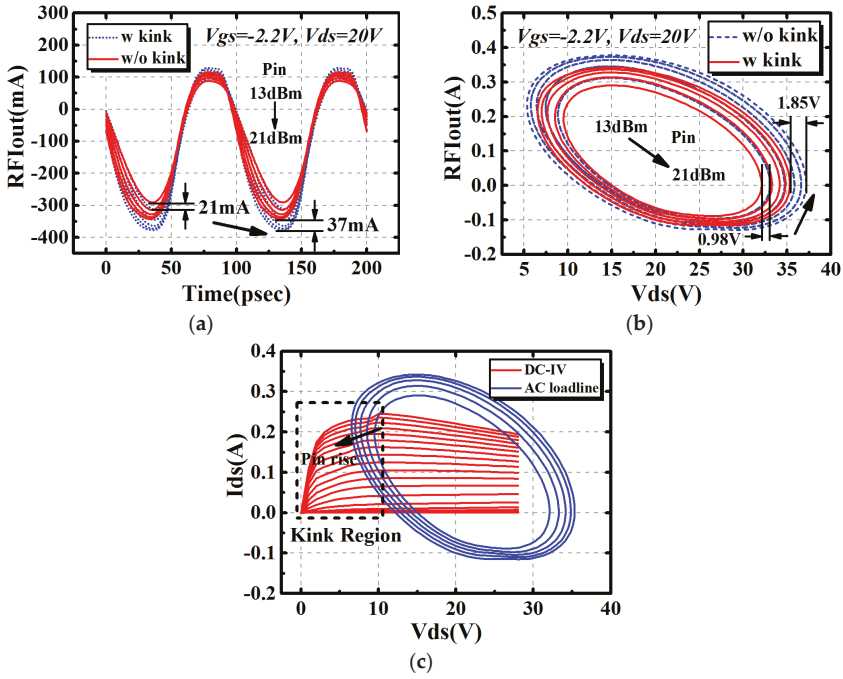 w kink
w/o kink
Vgs=-2.2V, Vds=20V
Pin
13dBm
21dBm
21mA
37mA
RFIout(mA)
200
100
0
-100
-200
-300
-400
0 50 100 150 200
Time(psec)
(a)
Vgs=-2.2V, Vds=20V
w/o kink
w kink
1.85V
13dBm
Pin
21dBm
0.98V
RFIout(A)
0.5
0.4
0.3
0.2
0.1
0.0
-0.1
-0.2
5 10 15 20 25 30 35 40
Vds(V)
(b)
DC-IV
AC loadline
Pin rise
Kink Region
Ids(A)
0.4
0.3
0.2
0.1
0.0
-0.1
-0.2
0 10 20 30 40
Vds(V)
(c)